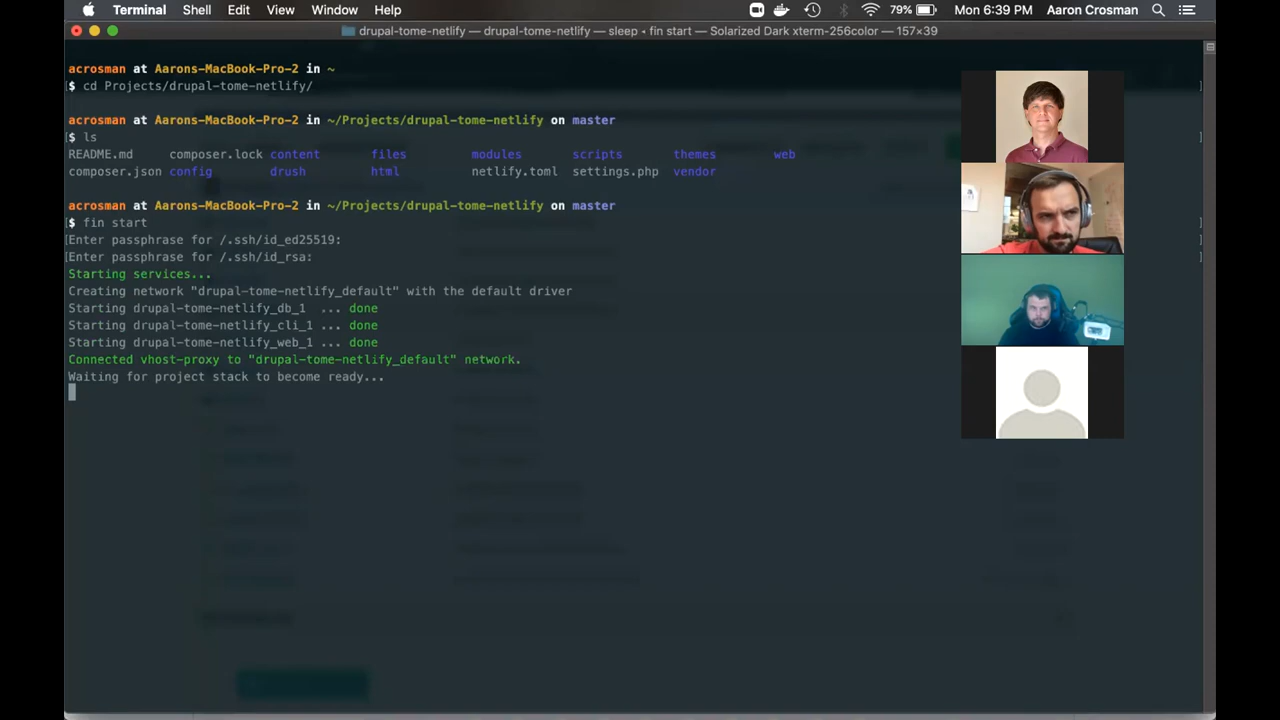 Terminal Shell Edit View Window Help 79% Mon 6:39 PM Aaron Crosman
drupal-tome-netlify — drupal-tome-netlify — sleep ◂ fin start — Solarized Dark xterm-256color — 157×39
acrosman at Aarons-MacBook-Pro-2 in ~
[$ cd Projects/drupal-tome-netlify/ ]
acrosman at Aarons-MacBook-Pro-2 in ~/Projects/drupal-tome-netlify on master
[$ ls ]
README.md composer.lock content files modules scripts themes web
composer.json config drush html netlify.toml settings.php vendor
acrosman at Aarons-MacBook-Pro-2 in ~/Projects/drupal-tome-netlify on master
[$ fin start ]
[Enter passphrase for /.ssh/id_ed25519: ]
[Enter passphrase for /.ssh/id_rsa: ]
Starting services...
Creating network "drupal-tome-netlify_default" with the default driver
Starting drupal-tome-netlify_db_1 ... done
Starting drupal-tome-netlify_cli_1 ... done
Starting drupal-tome-netlify_web_1 ... done
Connected vhost-proxy to "drupal-tome-netlify_default" network.
Waiting for project stack to become ready...